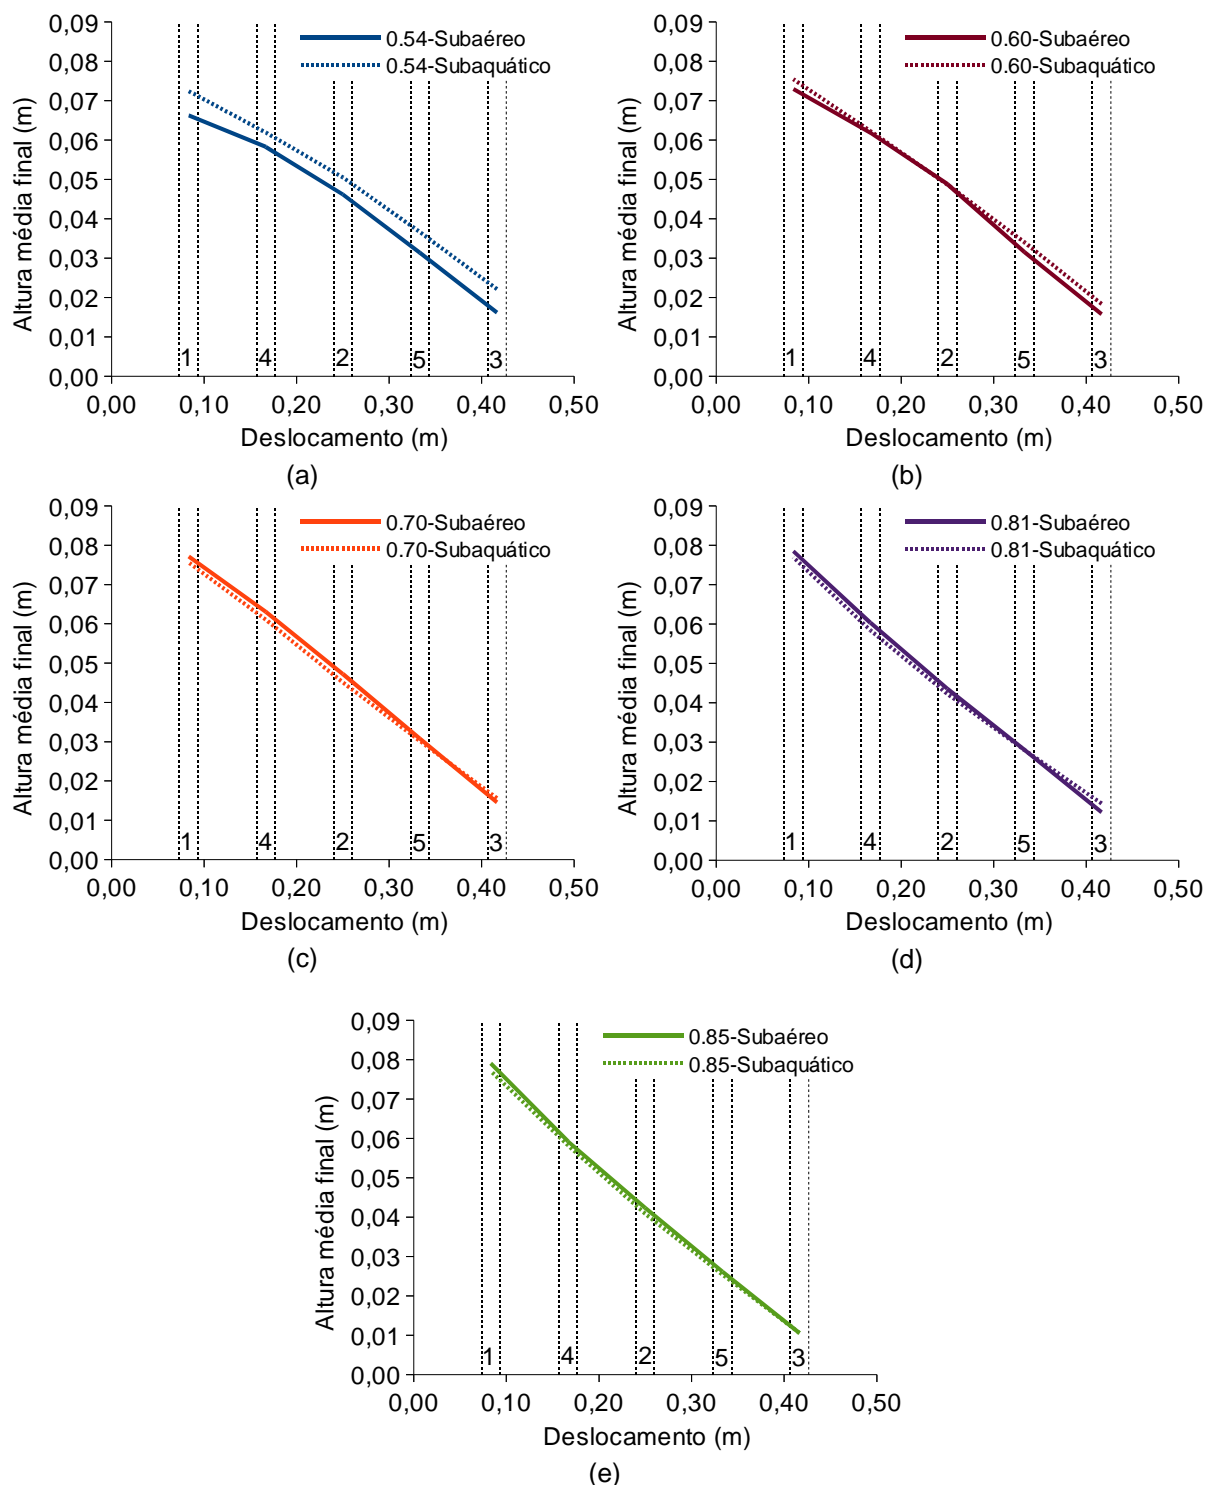 0,09
0,08
0,07
0,06
0,05
0,04
0,03
0,02
0,01
0,00
Altura média final (m)
0.54-Subaéreo
0.54-Subaquático
1 4 2 5 3
0,00 0,10 0,20 0,30 0,40 0,50
Deslocamento (m)
(a)
0,09
0,08
0,07
0,06
0,05
0,04
0,03
0,02
0,01
0,00
Altura média final (m)
0.60-Subaéreo
0.60-Subaquático
1 4 2 5 3
0,00 0,10 0,20 0,30 0,40 0,50
Deslocamento (m)
(b)
0,09
0,08
0,07
0,06
0,05
0,04
0,03
0,02
0,01
0,00
Altura média final (m)
0.70-Subaéreo
0.70-Subaquático
1 4 2 5 3
0,00 0,10 0,20 0,30 0,40 0,50
Deslocamento (m)
(c)
0,09
0,08
0,07
0,06
0,05
0,04
0,03
0,02
0,01
0,00
Altura média final (m)
0.81-Subaéreo
0.81-Subaquático
1 4 2 5 3
0,00 0,10 0,20 0,30 0,40 0,50
Deslocamento (m)
(d)
0,09
0,08
0,07
0,06
0,05
0,04
0,03
0,02
0,01
0,00
Altura média final (m)
0.85-Subaéreo
0.85-Subaquático
1 4 2 5 3
0,00 0,10 0,20 0,30 0,40 0,50
Deslocamento (m)
(e)